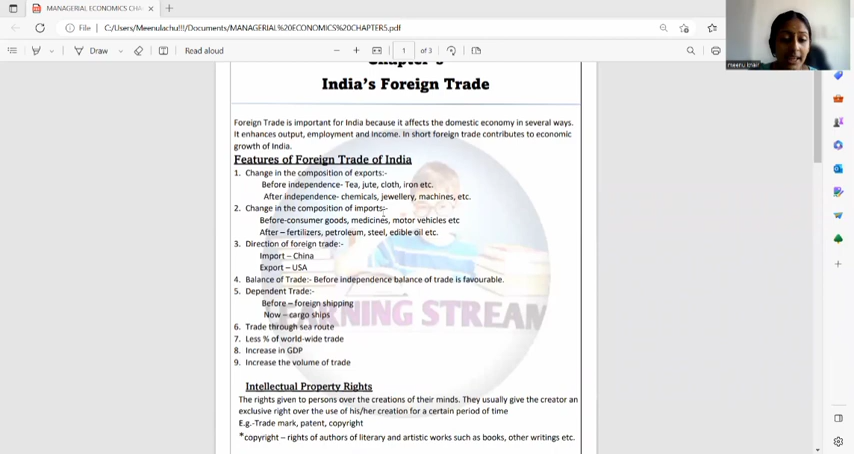 MANAGERIAL ECONOMICS CHA
File
C:/Users/Meenulachu!!!/Documents/MANAGERIAL%20ECONOMICS%20CHAPTER5.pdf
Draw
Read aloud
1
of 3
India's Foreign Trade
Foreign Trade is important for India because it affects the domestic economy in several ways.
It enhances output, employment and Income. In short foreign trade contributes to economic
growth of India.
Features of Foreign Trade of India
1. Change in the composition of exports:-
Before independence- Tea, jute, cloth, iron etc.
After independence- chemicals, jewellery, machines, etc.
2. Change in the composition of imports:-
Before-consumer goods, medicines, motor vehicles etc
After – fertilizers, petroleum, steel, edible oil etc.
3. Direction of foreign trade:-
Import – China
Export – USA
4. Balance of Trade:- Before independence balance of trade is favourable.
5. Dependent Trade:-
Before – foreign shipping
Now – cargo ships
6. Trade through sea route
7. Less % of world-wide trade
8. Increase in GDP
9. Increase the volume of trade
LEARNING STREAM
Intellectual Property Rights
The rights given to persons over the creations of their minds. They usually give the creator an
exclusive right over the use of his/her creation for a certain period of time
E.g.-Trade mark, patent, copyright
*copyright – rights of authors of literary and artistic works such as books, other writings etc.